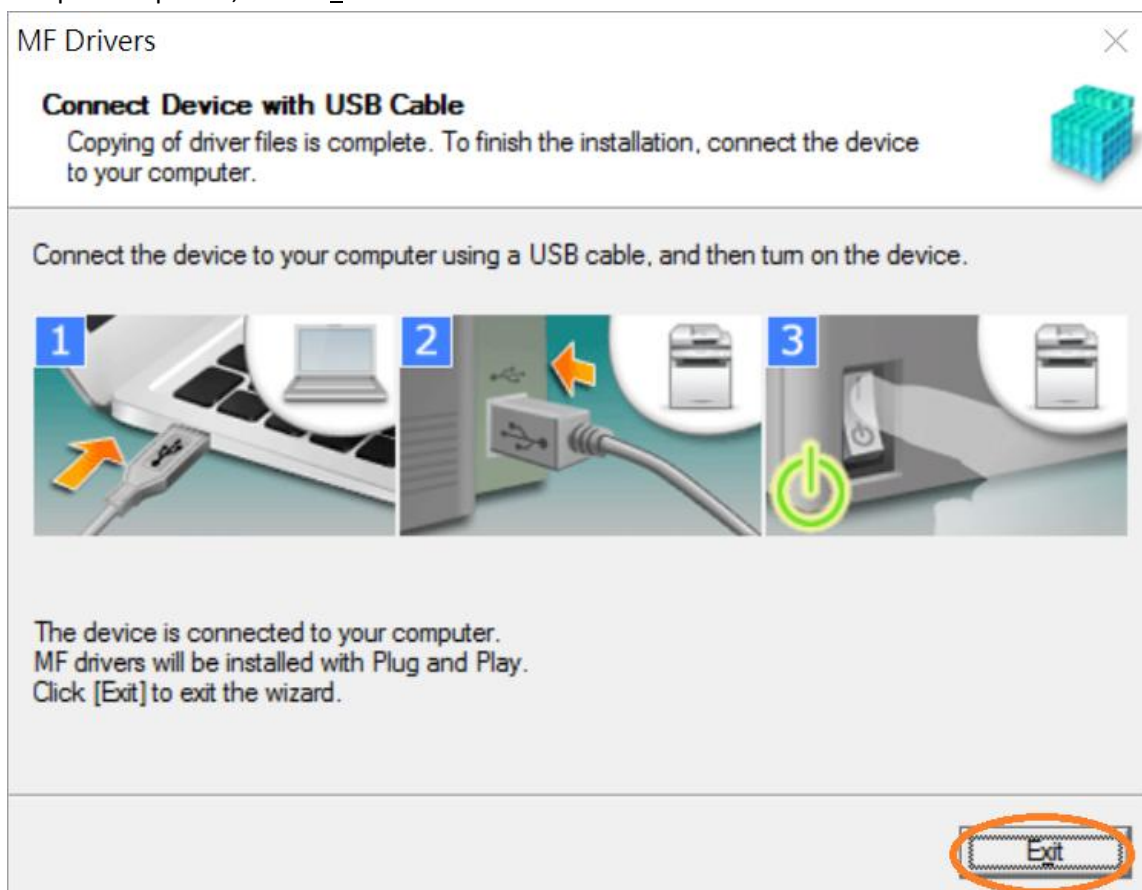 MF Drivers
Connect Device with USB Cable
Copying of driver files is complete. To finish the installation, connect the device
to your computer.
Connect the device to your computer using a USB cable, and then turn on the device.
1 2 3
The device is connected to your computer.
MF drivers will be installed with Plug and Play.
Click [Exit] to exit the wizard.
Exit